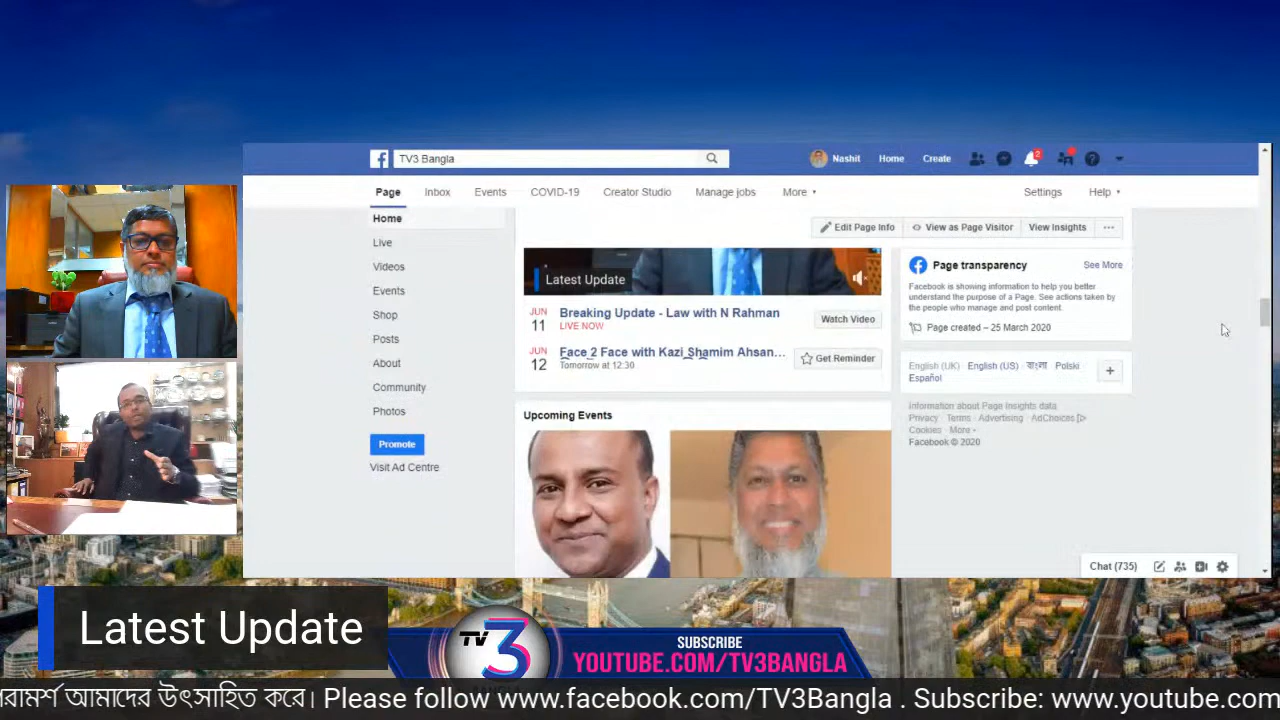 TV3 Bangla
Nashit Home Create 2
Page Inbox Events COVID-19 Creator Studio Manage jobs More Settings Help
Home
Live
Videos
Events
Shop
Posts
About
Community
Photos
Promote
Visit Ad Centre
Edit Page Info View as Page Visitor View Insights ...
Latest Update
JUN 11 Breaking Update - Law with N Rahman
LIVE NOW
Watch Video
JUN 12 Face 2 Face with Kazi Shamim Ahsan...
Tomorrow at 12:30
Get Reminder
Upcoming Events
Page transparency See More
Facebook is showing information to help you better
understand the purpose of a Page. See actions taken by
the people who manage and post content.
Page created – 25 March 2020
English (UK) · English (US) · বাংলা · Polski ·
Español
+
Information about Page Insights data
Privacy · Terms · Advertising · AdChoices
Cookies · More
Facebook © 2020
Chat (735)
Latest Update
TV 3
SUBSCRIBE
YOUTUBE.COM/TV3BANGLA
পরামর্শ আমাদের উৎসাহিত করে। Please follow www.facebook.com/TV3Bangla . Subscribe: www.youtube.com